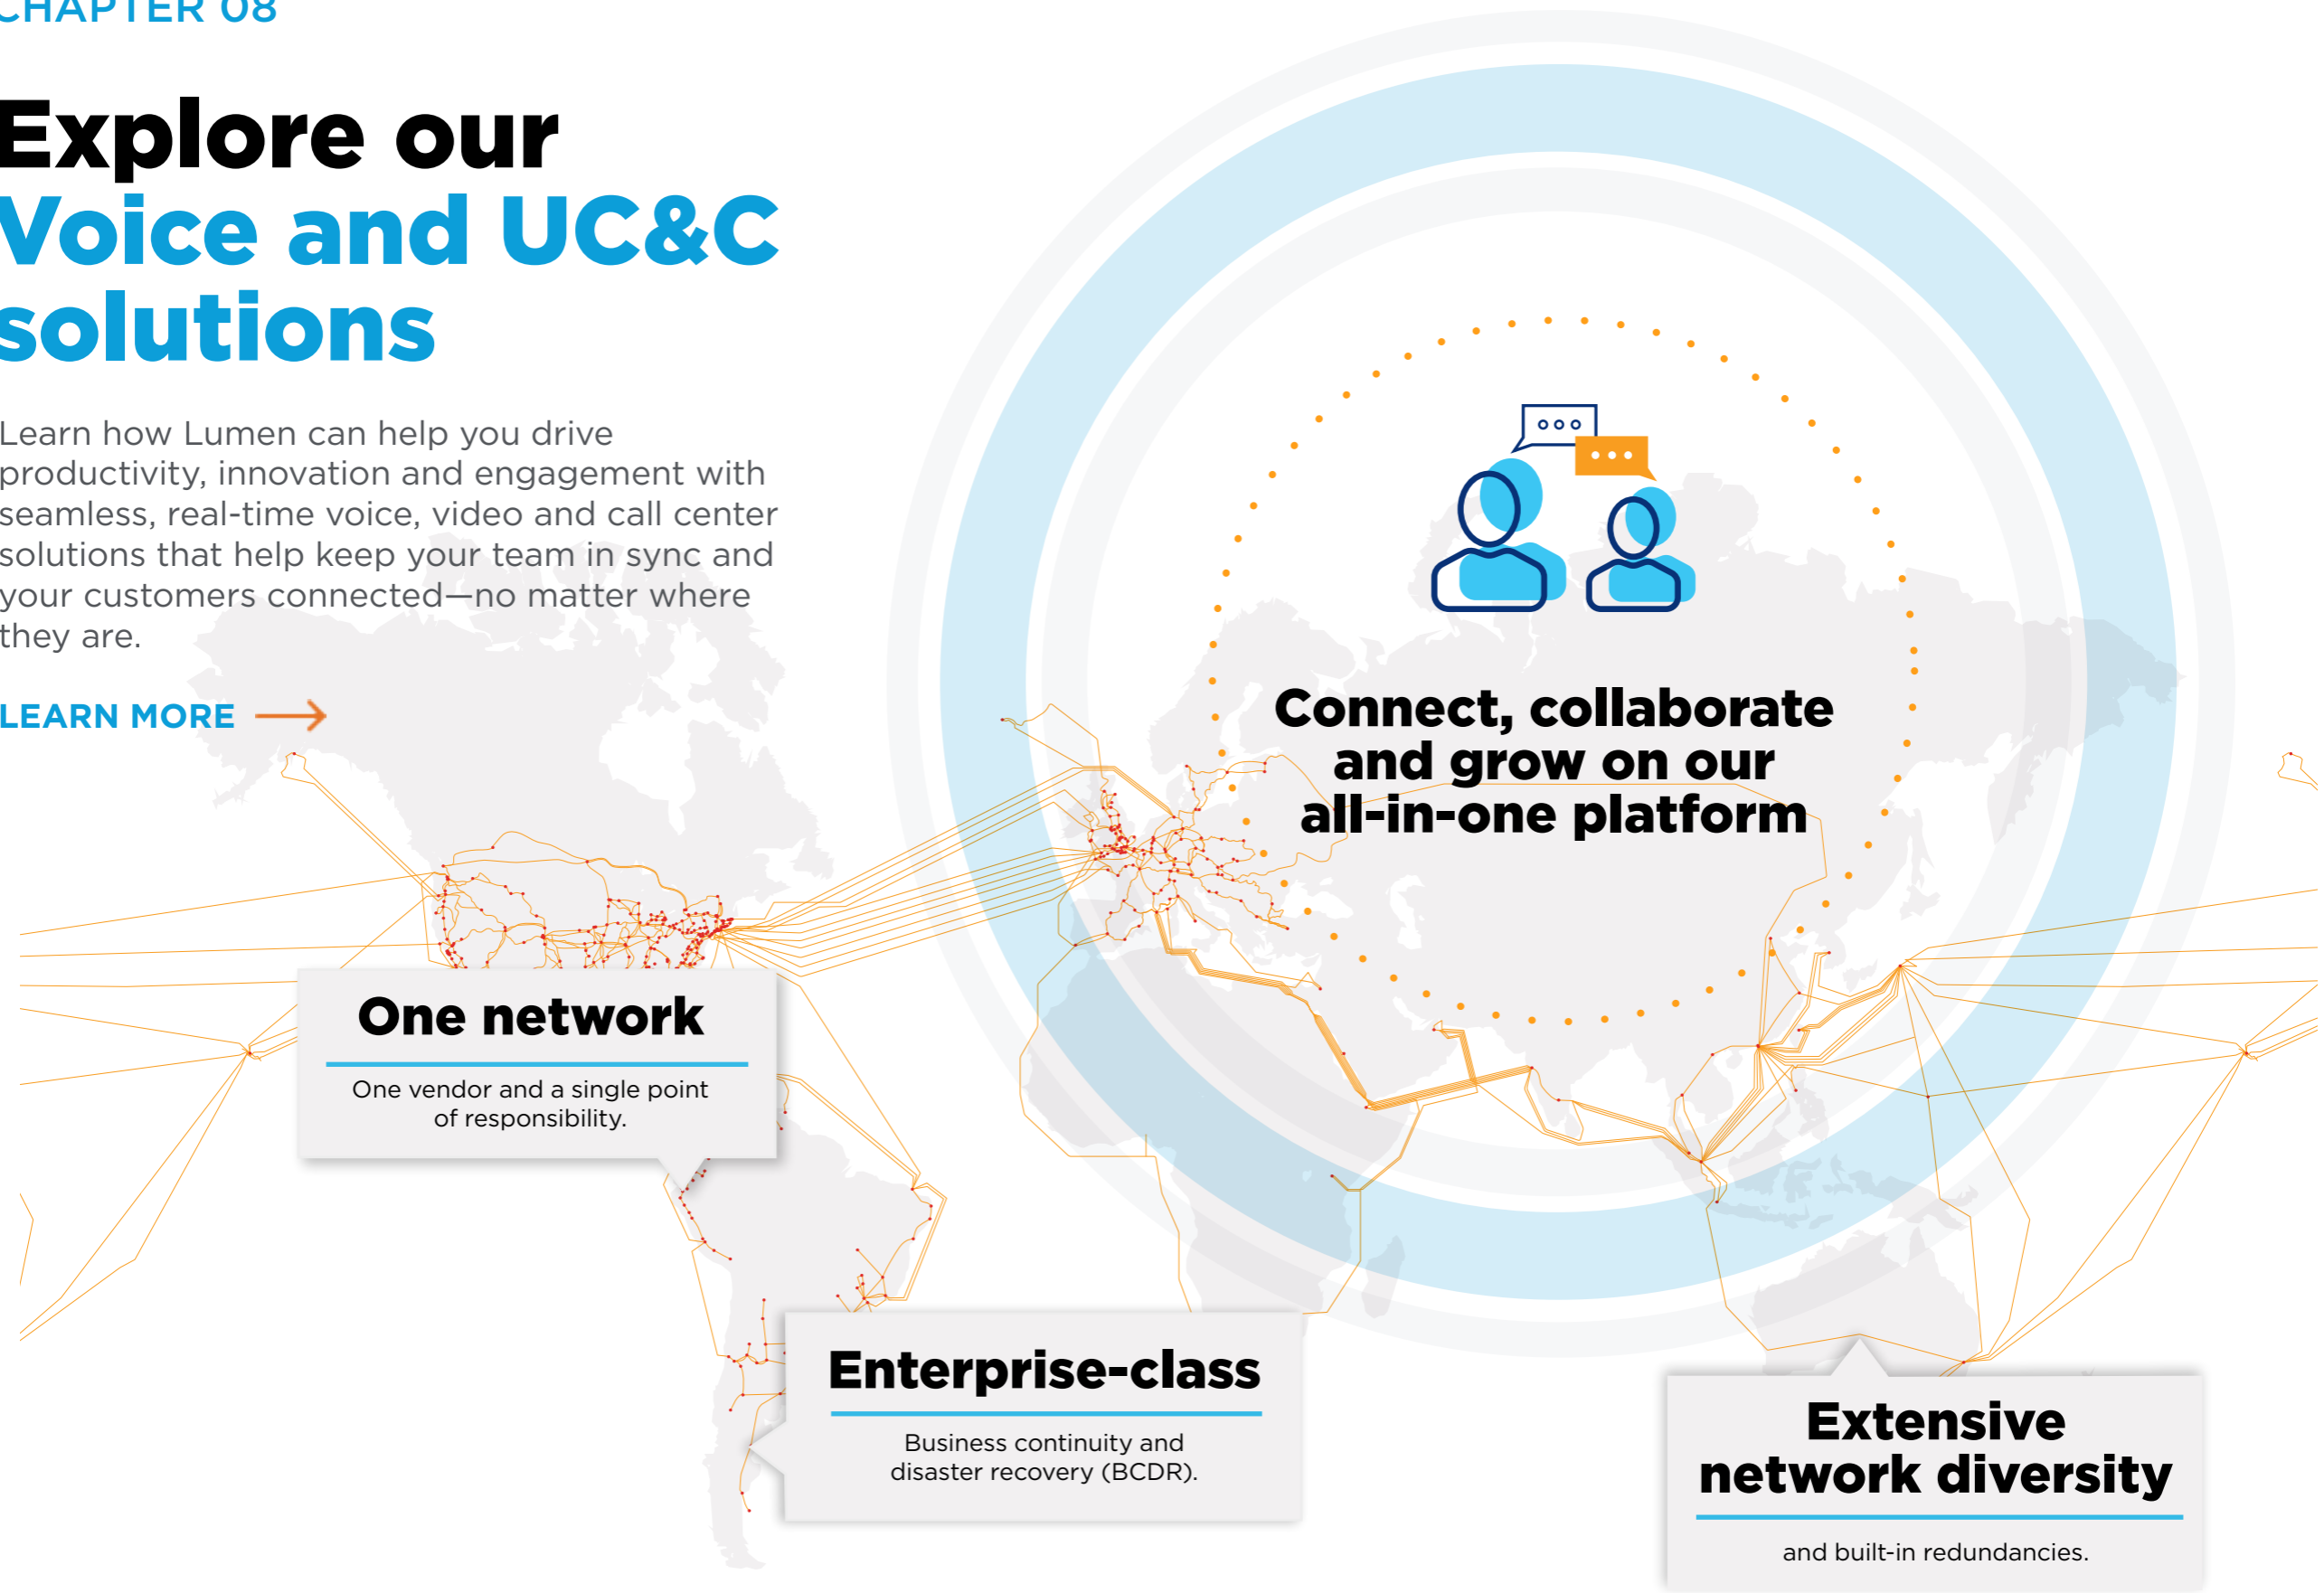 CHAPTER 08
Explore our
Voice and UC&C
solutions
Learn how Lumen can help you drive
productivity, innovation and engagement with
seamless, real-time voice, video and call center
solutions that help keep your team in sync and
your customers connected—no matter where
they are.
LEARN MORE
Connect, collaborate
and grow on our
all-in-one platform
One network
One vendor and a single point
of responsibility.
Enterprise-class
Business continuity and
disaster recovery (BCDR).
Extensive
network diversity
and built-in redundancies.